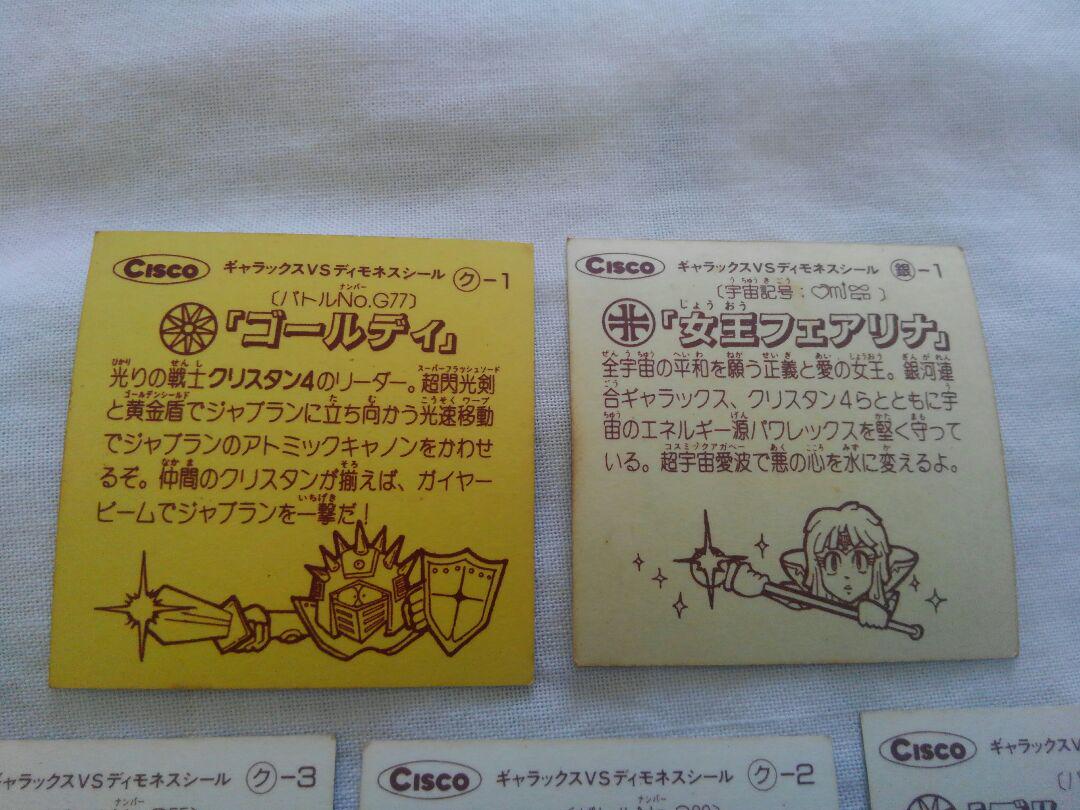 CISCO ギャラックスVSディモネスシール ク-1
ナンバー
〔バトルNo.G77〕
「ゴールディ」
ひかり せんし スーパーフラッシュソード
光りの戦士クリスタン4のリーダー。超閃光剣
ゴールデンシールド た む こうそく ワープ
と黄金盾でジャブランに立ち向かう光速移動
でジャブランのアトミックキャノンをかわせ
なかま そろ
るぞ。仲間のクリスタンが揃えば、ガイヤー
いちげき
ビームでジャブランを一撃だ！
CISCO ギャラックスVSディモネスシール 銀-1
うちゅうきごう
〔宇宙記号：♡mi 〕
じょうおう
「女王フェアリナ」
ぜんうちゅう へいわ ねが せいぎ あい じょおう ぎんがれん
全宇宙の平和を願う正義と愛の女王。銀河連
ごう う
合ギャラックス、クリスタン4らとともに宇
ちゅう げん かた まも
宙のエネルギー源パワレックスを堅く守って
コスミックアガペー あく こころ みず
いる。超宇宙愛波で悪の心を水に変えるよ。
ラックスVSディモネスシール ク-3
ナンバー
CISCO ギャラックスVSディモネスシール ク-2
ナンバー
CISCO ギャラックスV